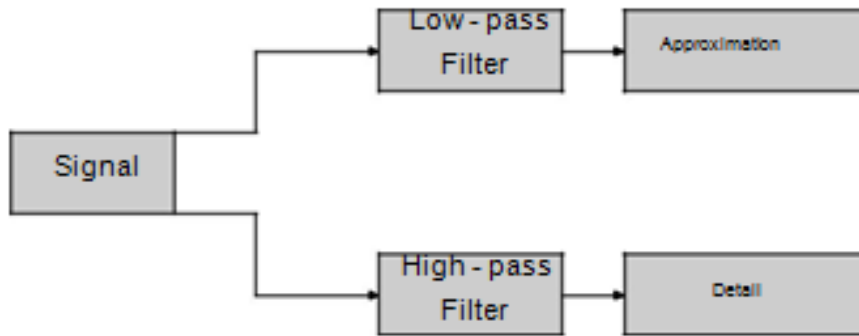 Low - pass
Filter
Approximation
Signal
High - pass
Filter
Detail